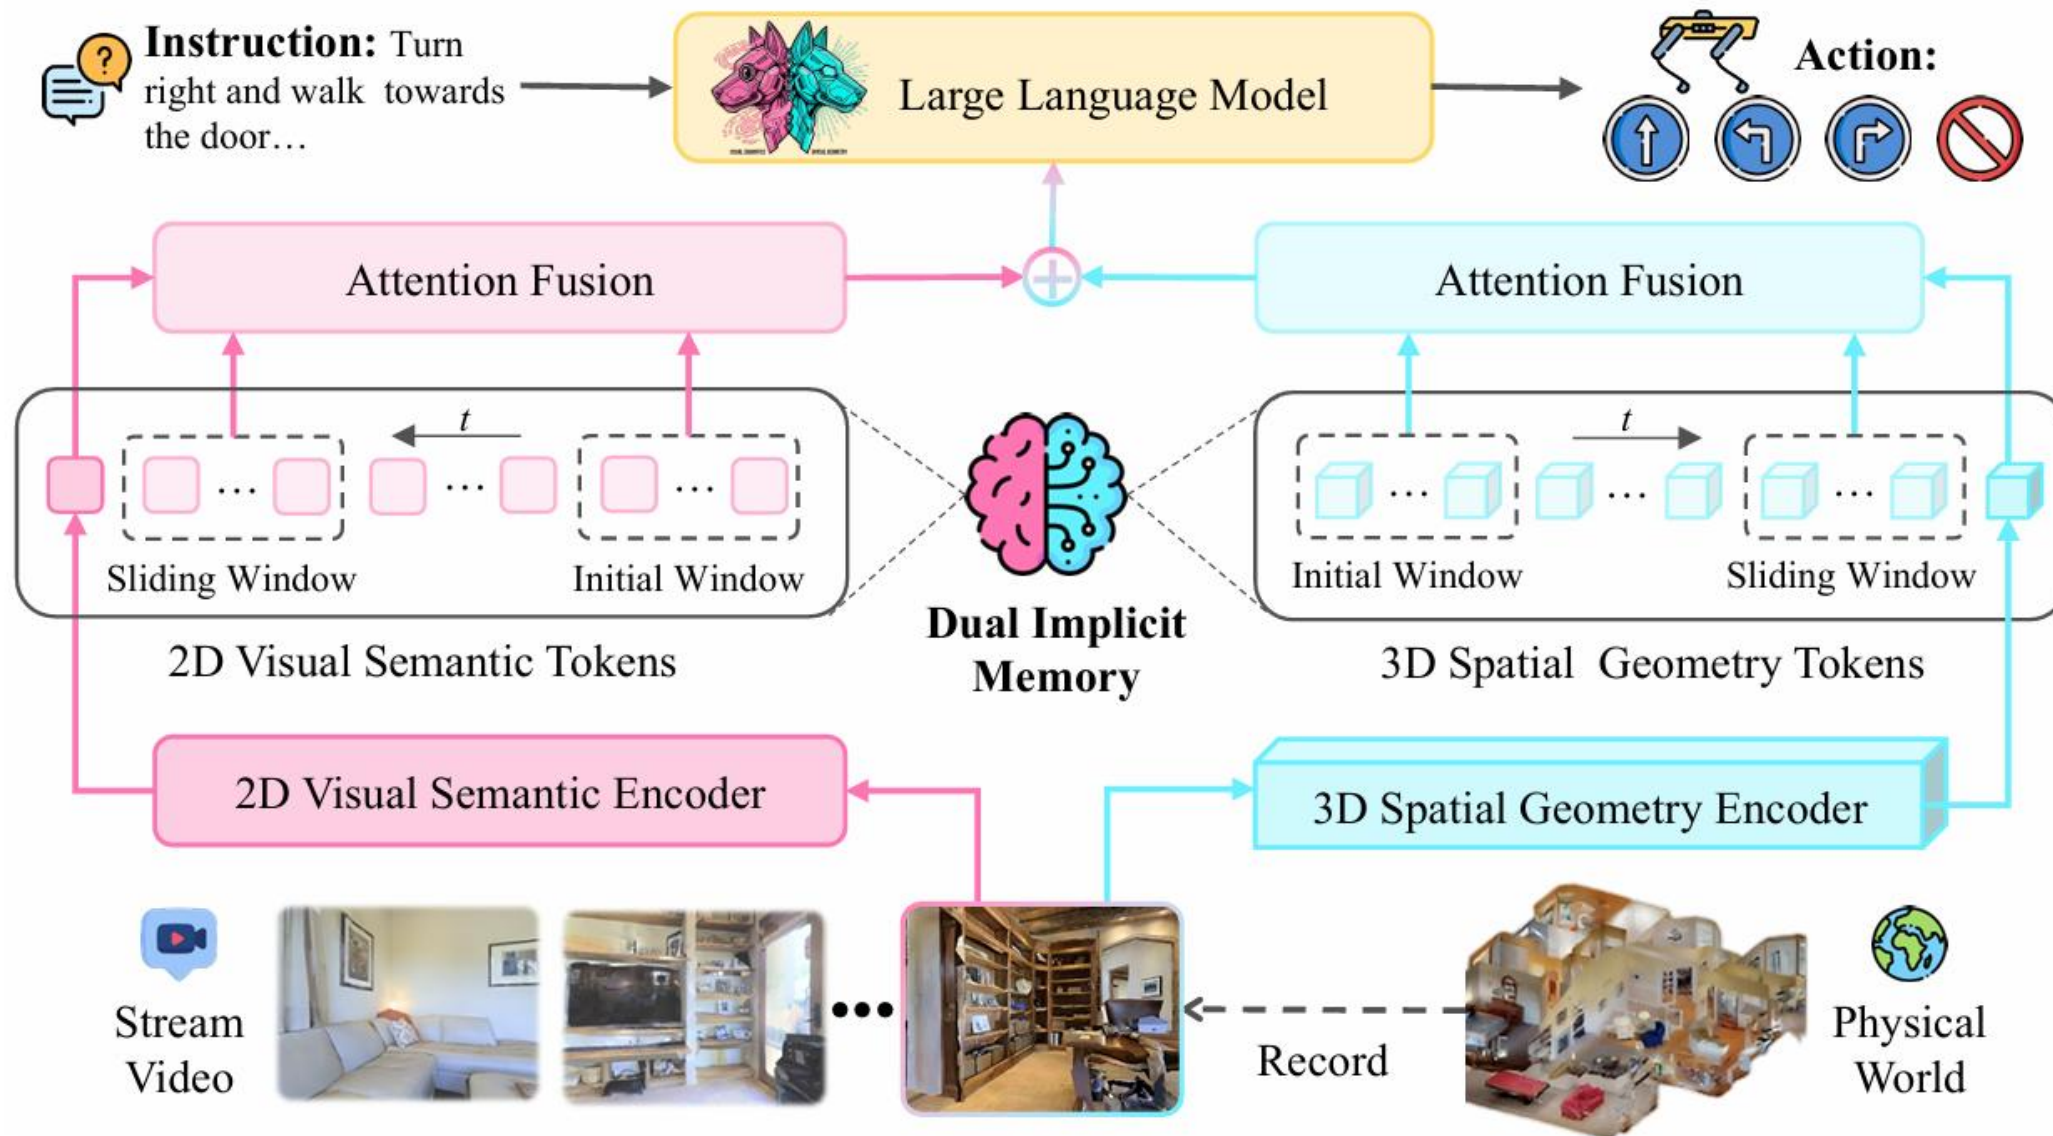 Instruction: Turn
right and walk towards
the door...
Large Language Model
Action:
Attention Fusion
Attention Fusion
t
t
... ... ...
... ... ...
Sliding Window
Initial Window
Initial Window
Sliding Window
Dual Implicit
Memory
2D Visual Semantic Tokens
3D Spatial Geometry Tokens
2D Visual Semantic Encoder
3D Spatial Geometry Encoder
Stream
Video
Record
Physical
World